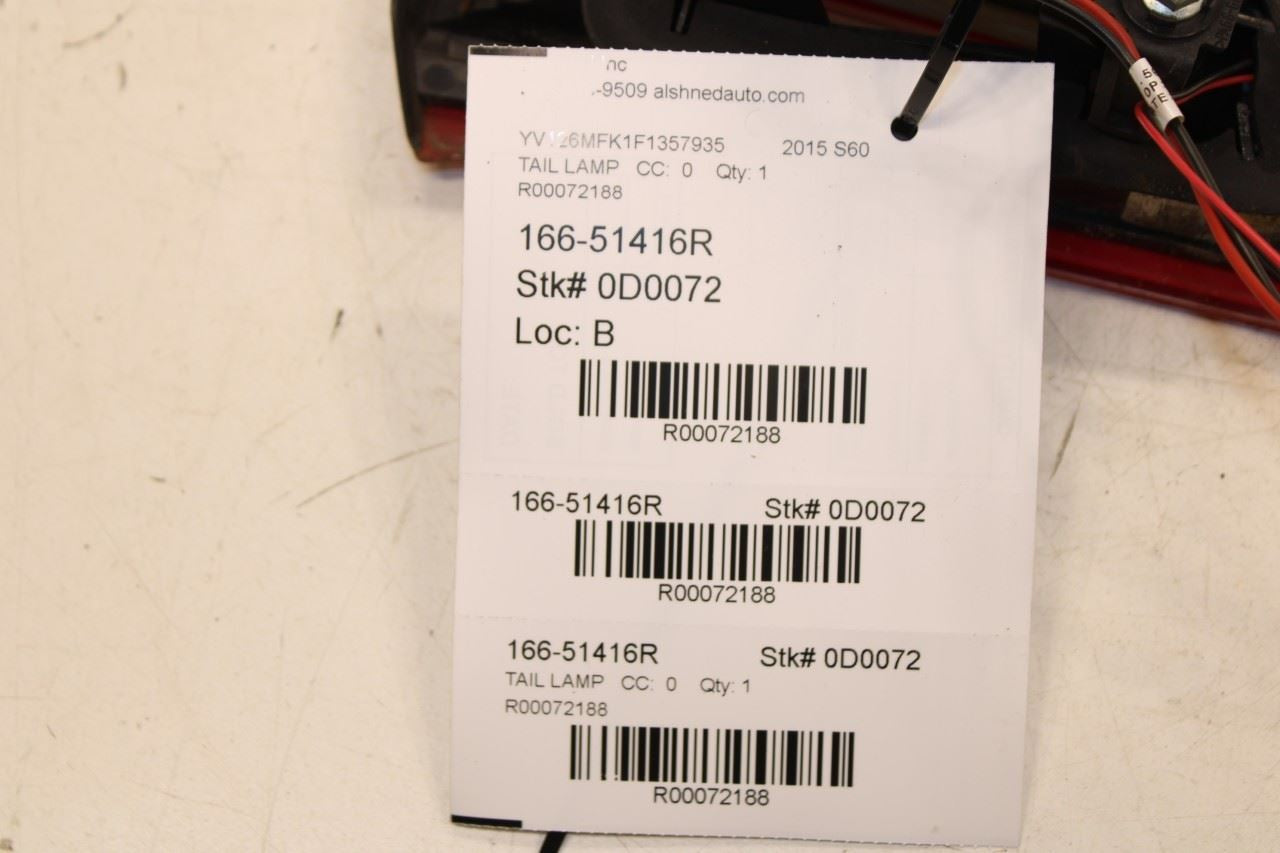 nc
-9509 alshnedauto.com
2015 S60
TAIL LAMP CC: 0 Qty: 1
R00072188
166-51416R
Stk# 0D0072
Loc: B
R00072188
166-51416R Stk# 0D0072
R00072188
166-51416R Stk# 0D0072
TAIL LAMP CC: 0 Qty: 1
R00072188
R00072188